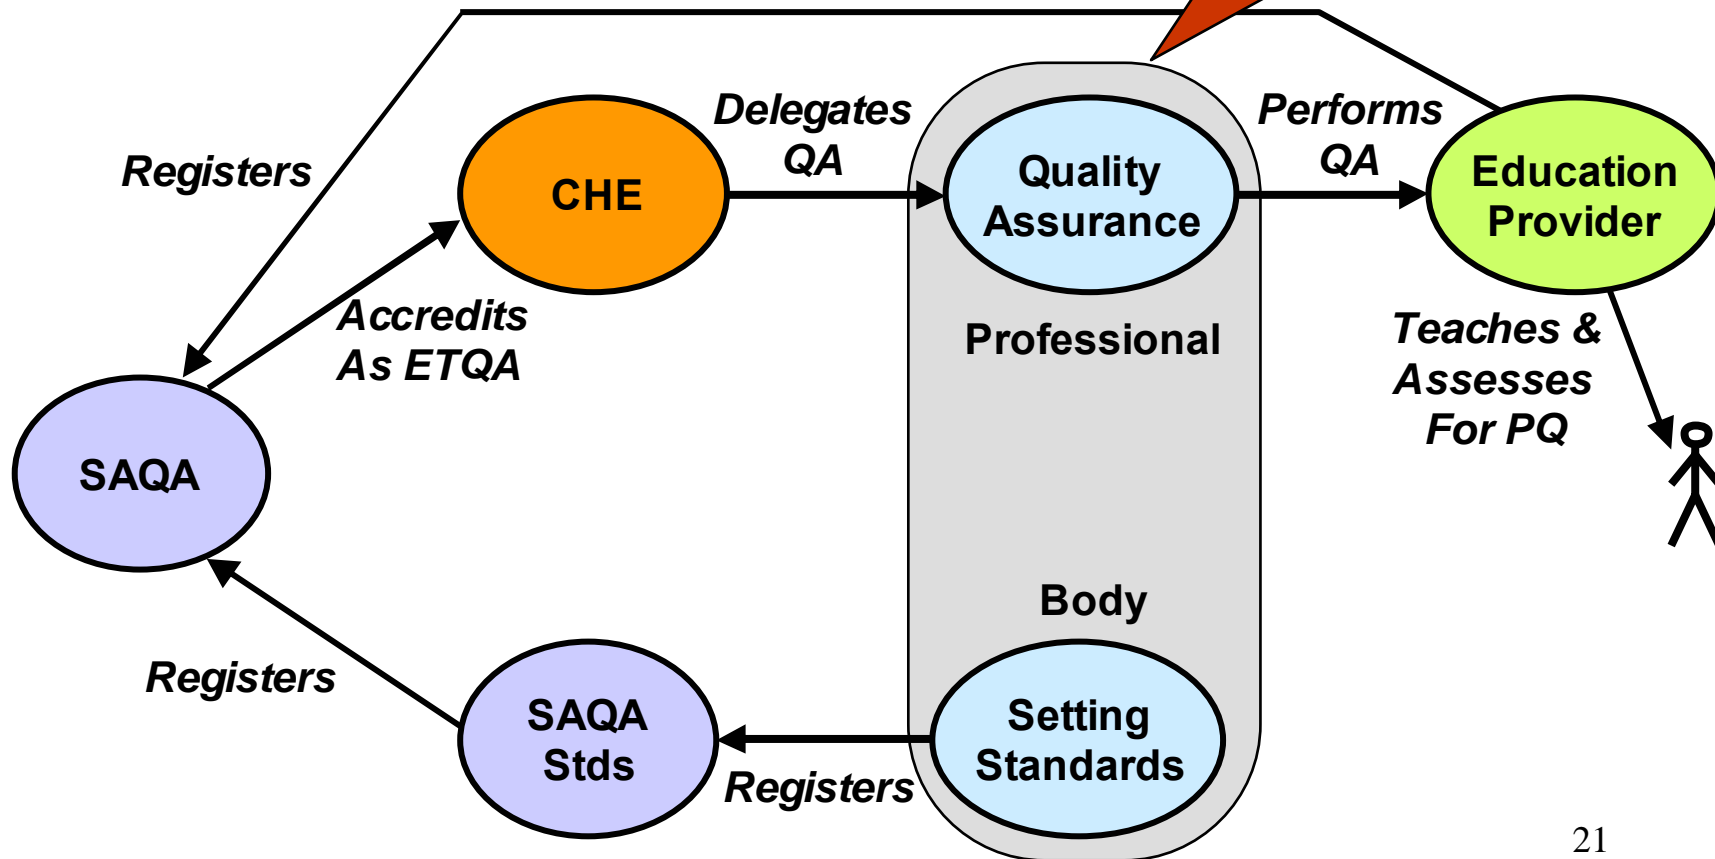 Registers
CHE
Delegates
QA
Quality
Assurance
Performs
QA
Education
Provider
Accredits
As ETQA
Professional
Teaches &
Assesses
For PQ
SAQA
Body
Registers
SAQA
Stds
Registers
Setting
Standards
21